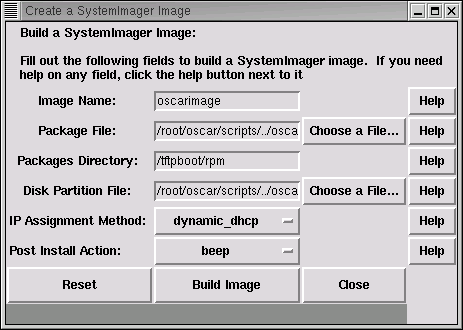 Create a SystemImager Image
Build a SystemImager Image:
Fill out the following fields to build a SystemImager image. If you need
help on any field, click the help button next to it
Image Name: oscarimage Help
Package File: /root/oscar/scripts/../osca Choose a File... Help
Packages Directory: /tftpboot/rpm Help
Disk Partition File: /root/oscar/scripts/../osca Choose a File... Help
IP Assignment Method: dynamic_dhcp Help
Post Install Action: beep Help
Reset Build Image Close